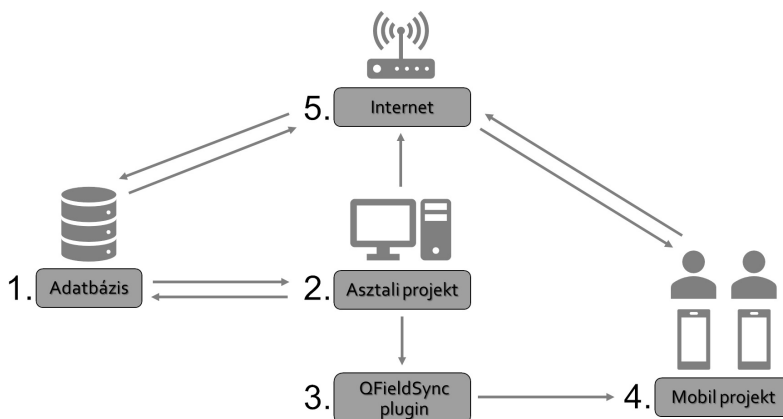 5. Internet
1. Adatbázis
2. Asztali projekt
3. QFieldSync
plugin
4. Mobil projekt